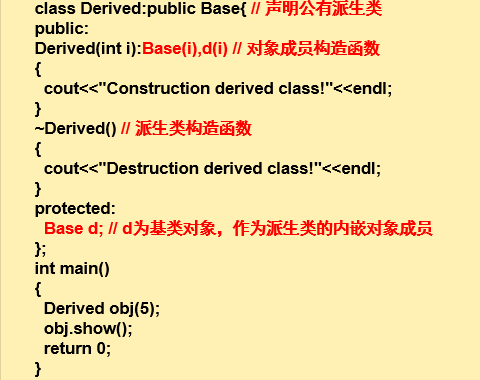 class Derived:public Base{ // 声明公有派生类
public:
Derived(int i):Base(i),d(i) // 对象成员构造函数
{
cout<<"Construction derived class!"<<endl;
}
~Derived() // 派生类构造函数
{
cout<<"Destruction derived class!"<<endl;
}
protected:
Base d; // d为基类对象，作为派生类的内嵌对象成员
};
int main()
{
Derived obj(5);
obj.show();
return 0;
}